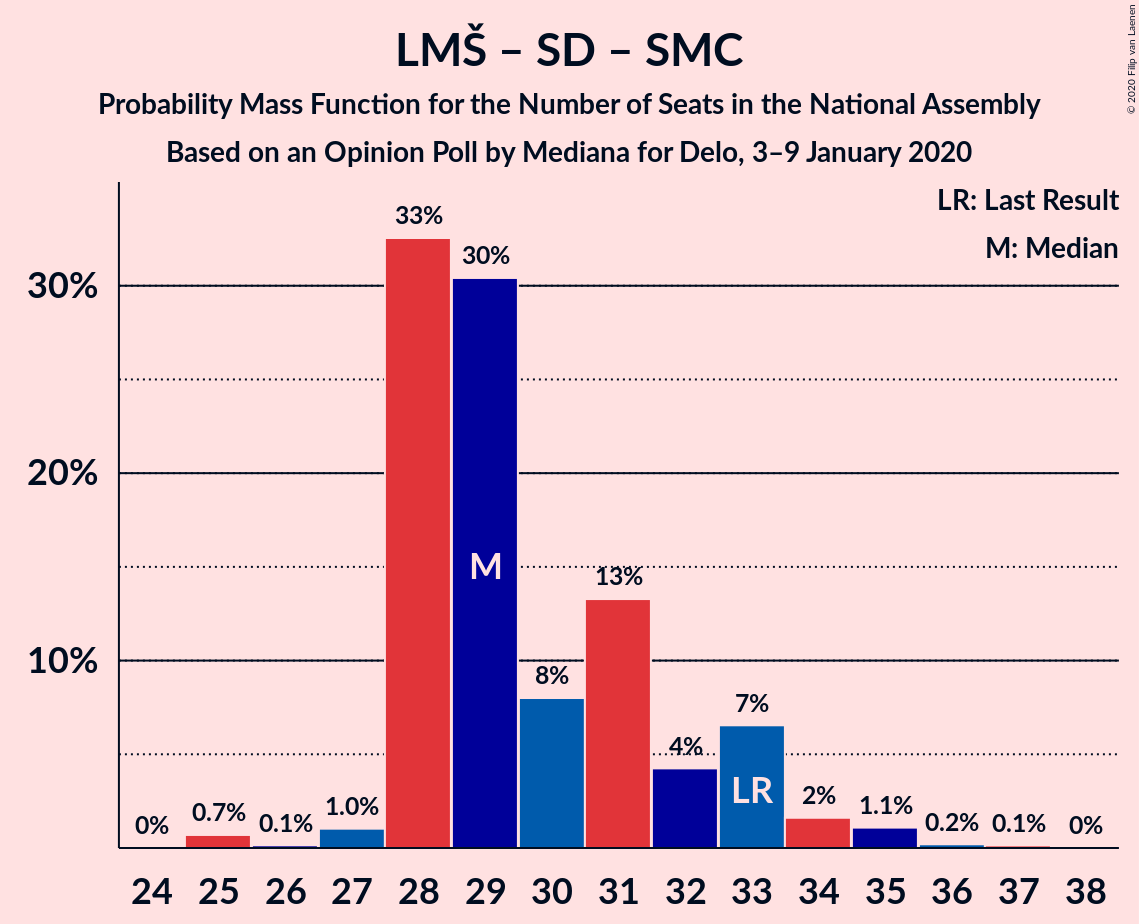 LMŠ – SD – SMC
Probability Mass Function for the Number of Seats in the National Assembly
Based on an Opinion Poll by Mediana for Delo, 3–9 January 2020
© 2020 Filip van Laenen
LR: Last Result
M: Median
30%
20%
10%
0%
0.7%
0.1%
1.0%
33%
30%
8%
13%
4%
7%
2%
1.1%
0.2%
0.1%
0%
M
LR
24 25 26 27 28 29 30 31 32 33 34 35 36 37 38